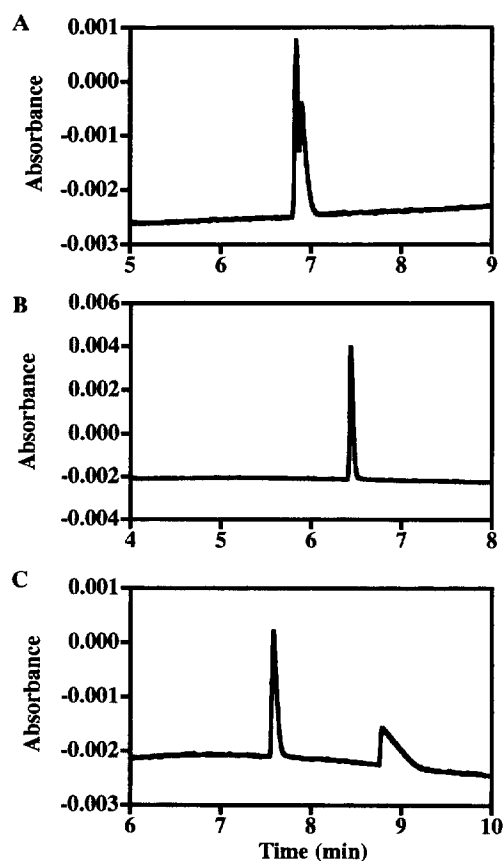 A
Absorbance
0.001
0.000
-0.001
-0.002
-0.003
5 6 7 8 9
B
Absorbance
0.006
0.004
0.002
0.000
-0.002
-0.004
4 5 6 7 8
C
Absorbance
0.001
0.000
-0.001
-0.002
-0.003
6 7 8 9 10
Time (min)